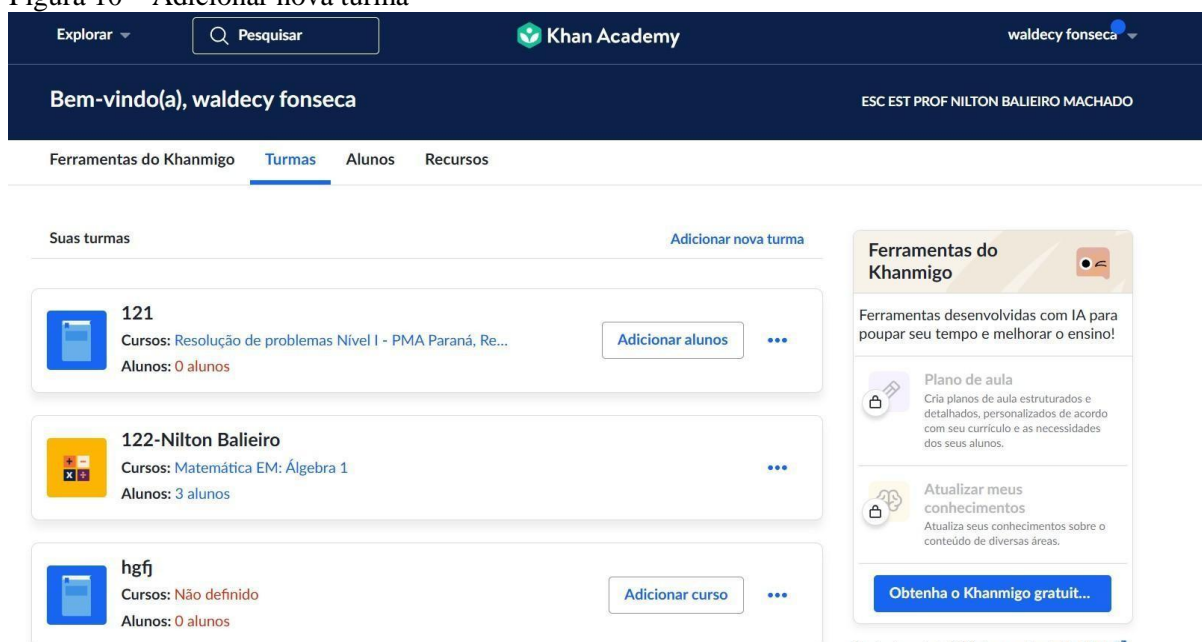 Figura 10 – Adicionar nova turma
Explorar
Pesquisar
Khan Academy
waldecy fonseca
Bem-vindo(a), waldecy fonseca
ESC EST PROF NILTON BALIEIRO MACHADO
Ferramentas do Khanmigo
Turmas
Alunos
Recursos
Suas turmas
Adicionar nova turma
121
Cursos: Resolução de problemas Nível I - PMA Paraná, Re...
Alunos: 0 alunos
Adicionar alunos
122-Nilton Balieiro
Cursos: Matemática EM: Álgebra 1
Alunos: 3 alunos
hgfj
Cursos: Não definido
Alunos: 0 alunos
Adicionar curso
Ferramentas do
Khanmigo
Ferramentas desenvolvidas com IA para
poupar seu tempo e melhorar o ensino!
Plano de aula
Cria planos de aula estruturados e
detalhados, personalizados de acordo
com seu currículo e as necessidades
dos seus alunos.
Atualizar meus
conhecimentos
Atualiza seus conhecimentos sobre o
conteúdo de diversas áreas.
Obtenha o Khanmigo gratuit...